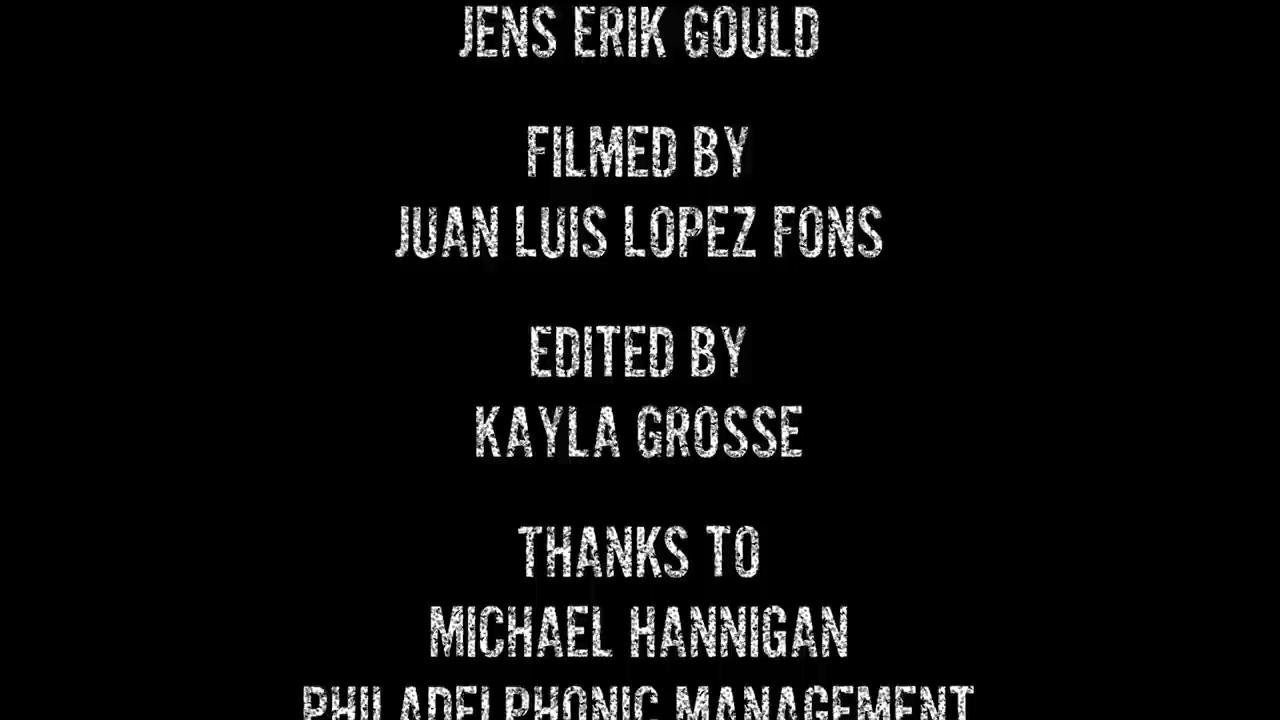 JENS ERIK GOULD
FILMED BY
JUAN LUIS LOPEZ FONS
EDITED BY
KAYLA GROSSE
THANKS TO
MICHAEL HANNIGAN
PHILADELPHONIC MANAGEMENT